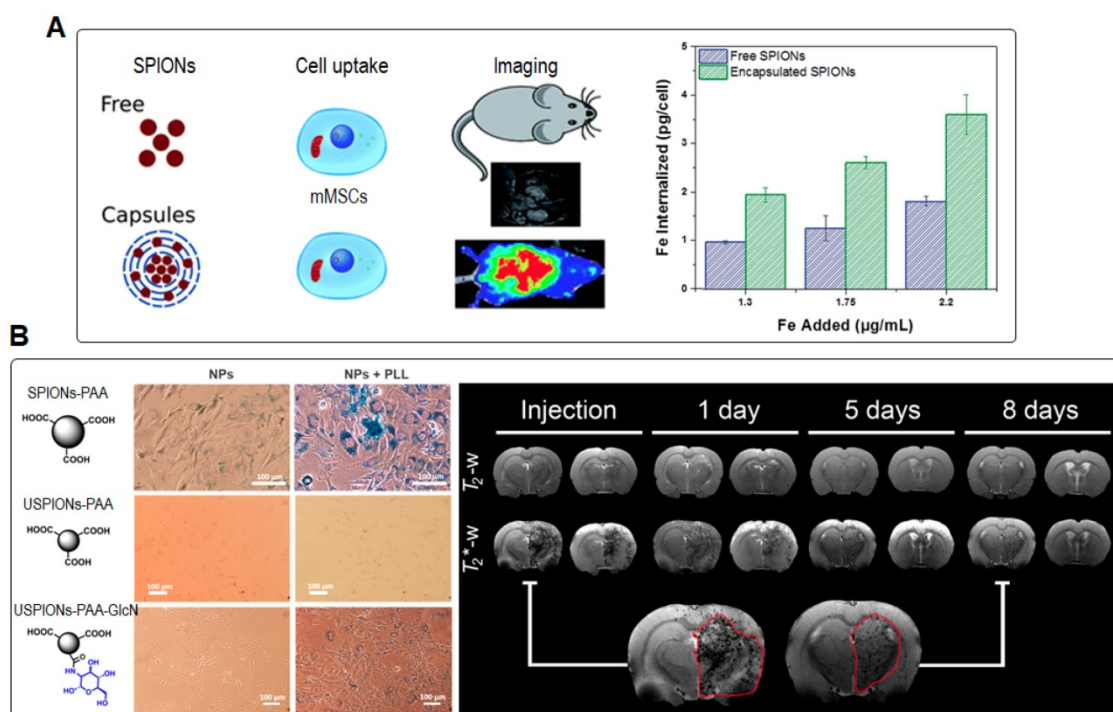 A
SPIONs
Cell uptake
Imaging
Free
mMSCs
Capsules
Free SPIONs
Encapsulated SPIONs
Fe Internalized (pg/cell)
5
4
3
2
1
0
1.3
1.75
2.2
Fe Added (µg/mL)
B
NPs
NPs + PLL
SPIONs-PAA
HOOC
COOH
COOH
100 µm
100 µm
USPIONs-PAA
HOOC
COOH
COOH
100 µm
100 µm
USPIONs-PAA-GlcN
HOOC
COOH
O
HN
OH
HO
OH
O
HO
100 µm
100 µm
Injection
1 day
5 days
8 days
T₂-w
T₂*-w